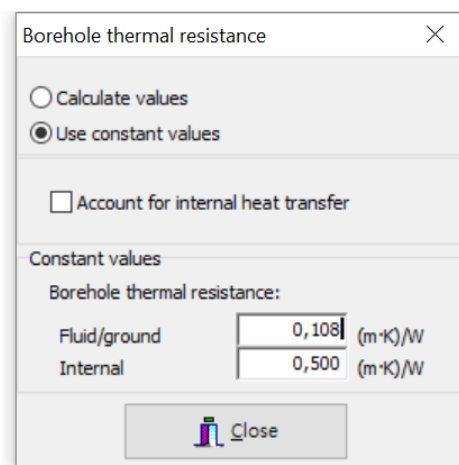 Borehole thermal resistance
Calculate values
Use constant values
Account for internal heat transfer
Constant values
Borehole thermal resistance:
Fluid/ground 0,108 (m·K)/W
Internal 0,500 (m·K)/W
Close